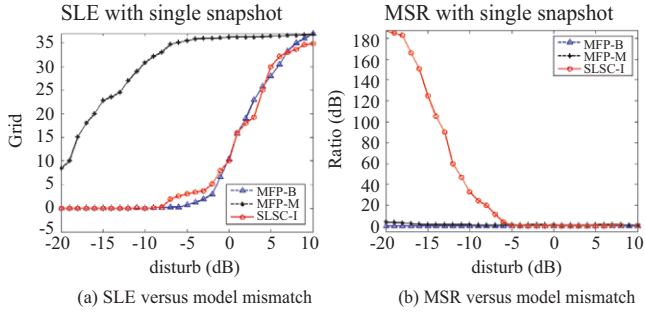 SLE with single snapshot
35
30
25
20
15
10
5
0
Grid
-20
-15
-10
-5
0
5
10
disturb (dB)
MFP-B
MFP-M
SLSC-I
(a) SLE versus model mismatch
MSR with single snapshot
180
160
140
120
100
80
60
40
20
0
Ratio (dB)
-20
-15
-10
-5
0
5
10
disturb (dB)
MFP-B
MFP-M
SLSC-I
(b) MSR versus model mismatch